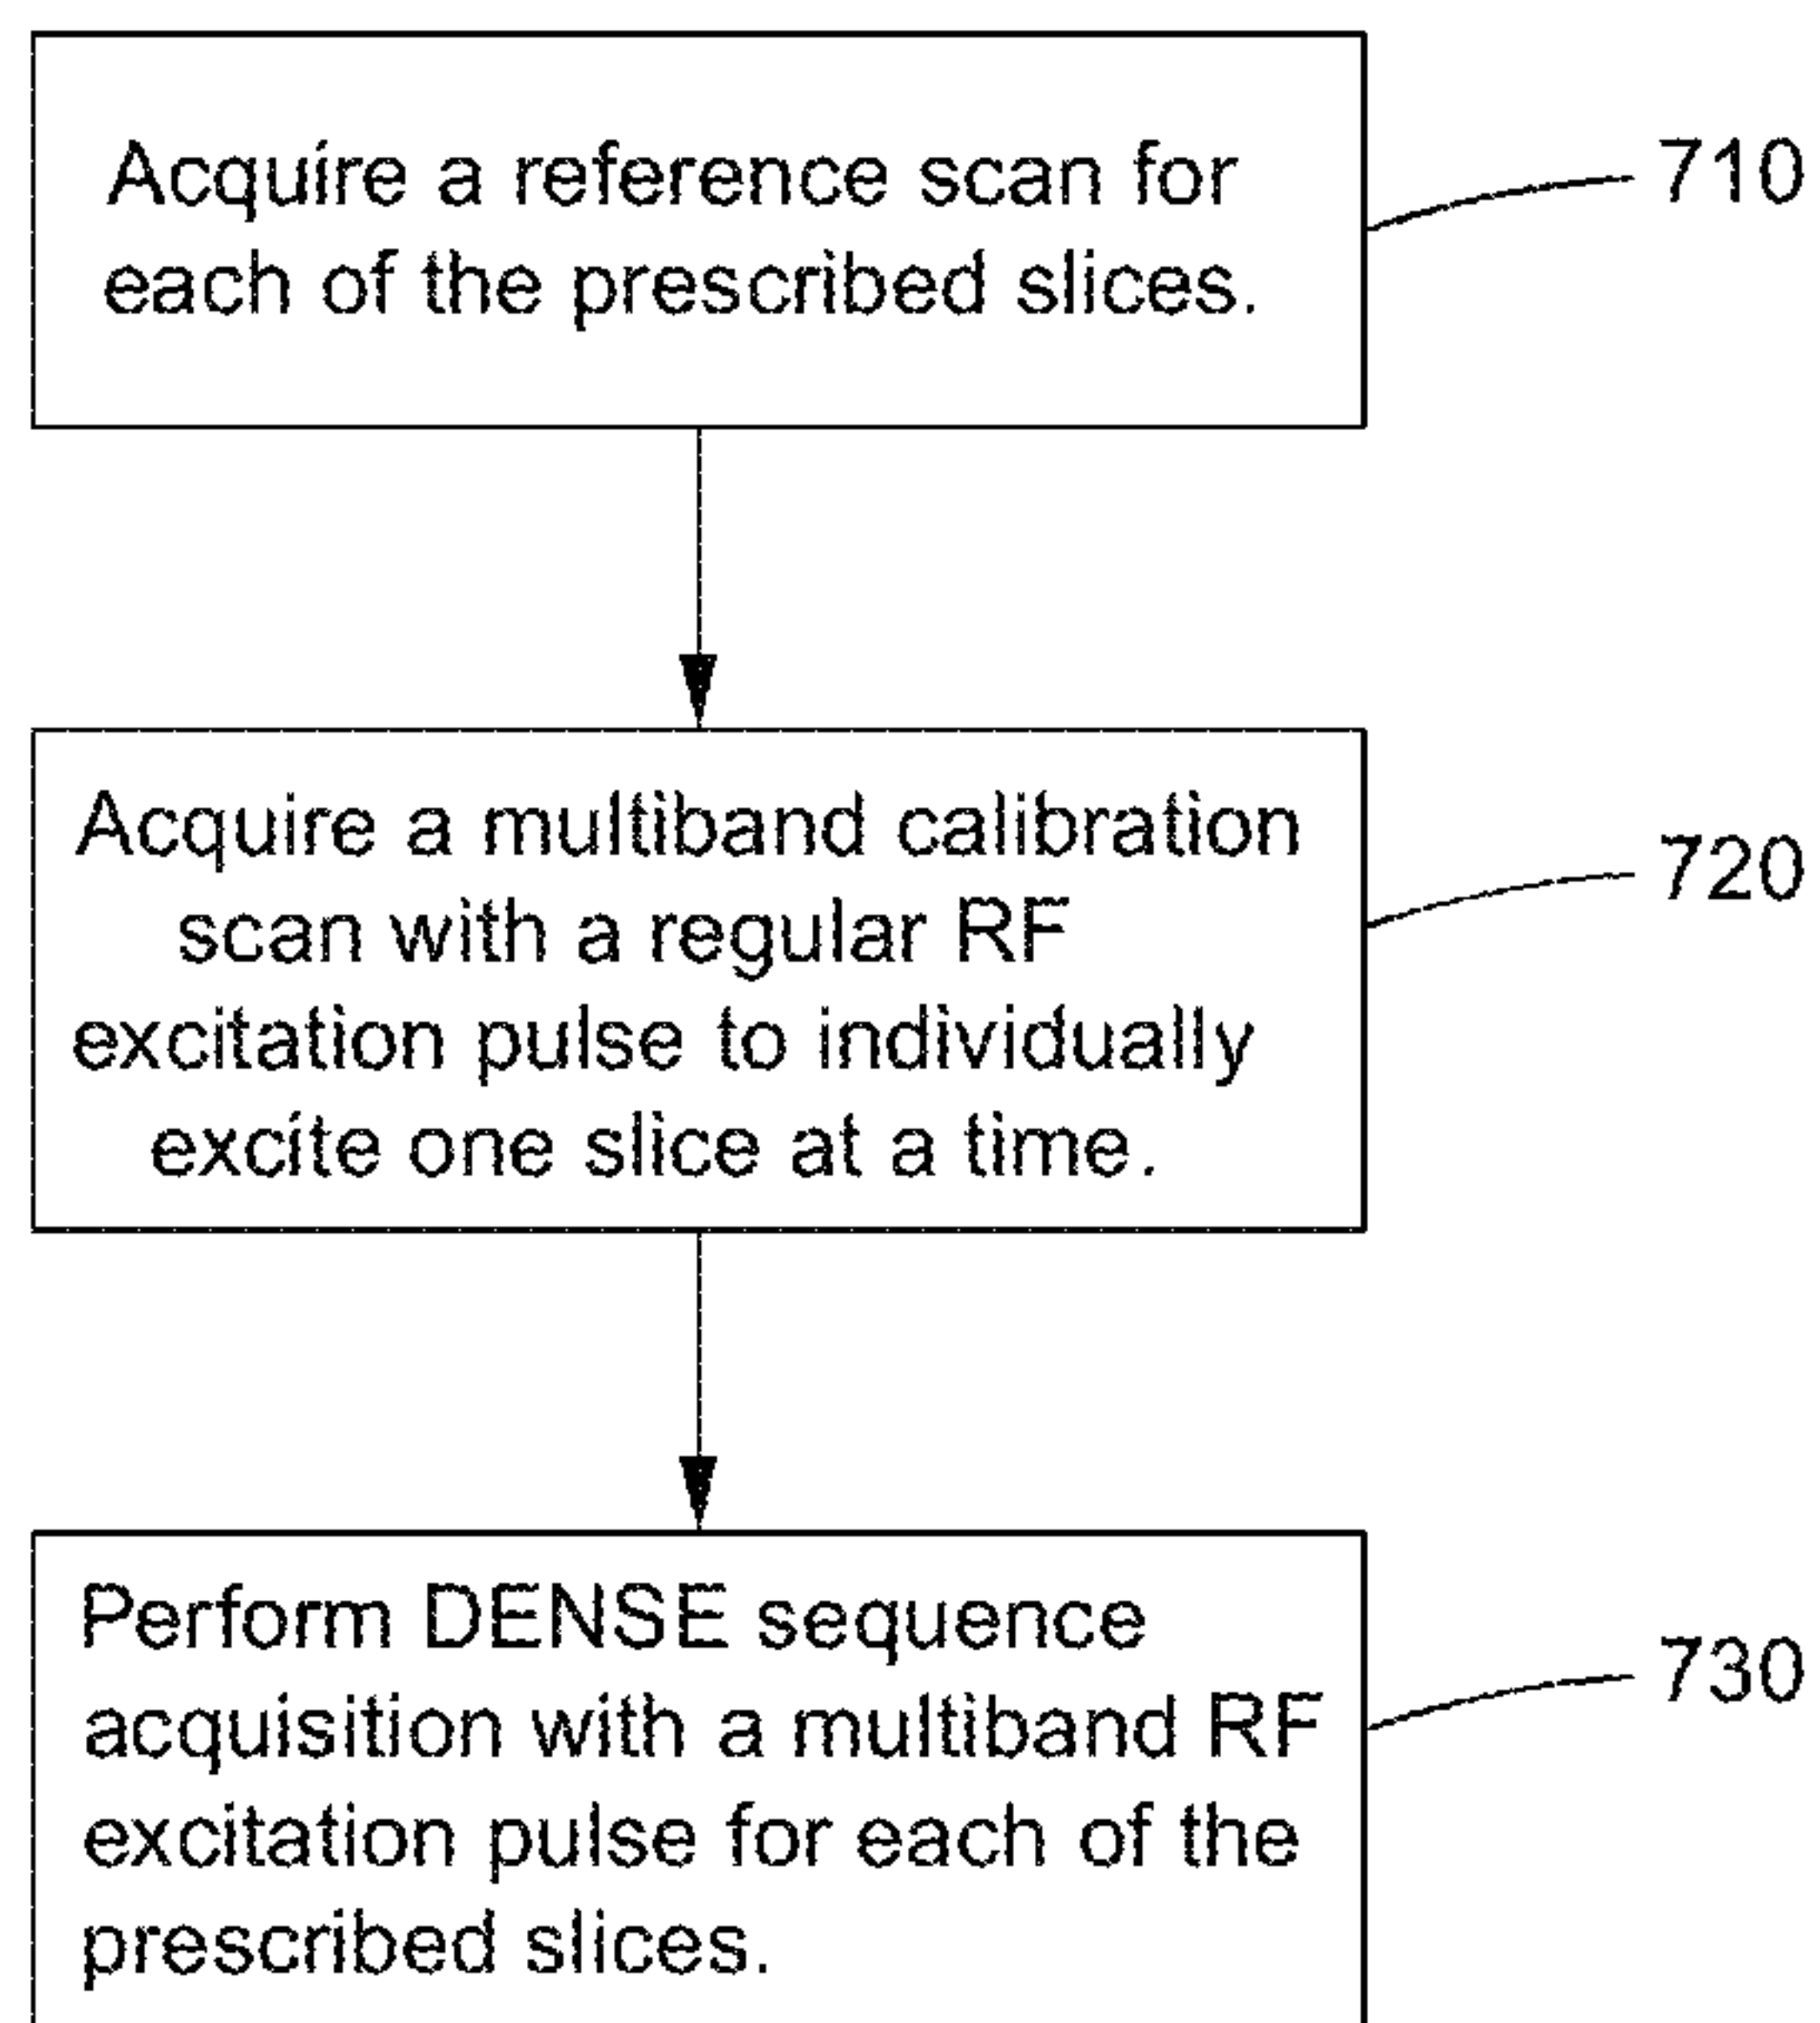 Acquire a reference scan for
each of the prescribed slices.
710
Acquire a multiband calibration
scan with a regular RF
excitation pulse to individually
excite one slice at a time.
720
Perform DENSE sequence
acquisition with a multiband RF
excitation pulse for each of the
prescribed slices.
730